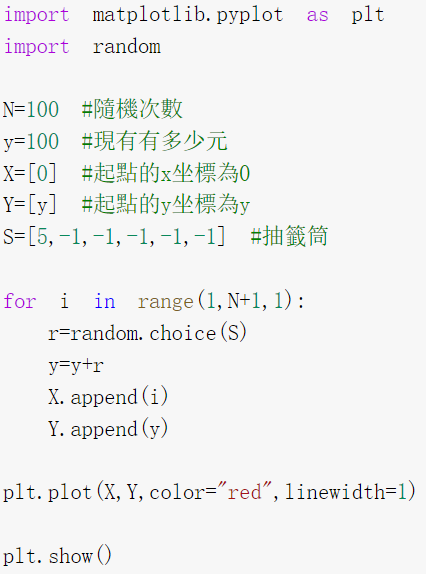 import matplotlib.pyplot as plt
import random
N=100 #隨機次數
y=100 #現有有多少元
X=[0] #起點的x坐標為0
Y=[y] #起點的y坐標為y
S=[5,-1,-1,-1,-1,-1] #抽籤筒
for i in range(1,N+1,1):
    r=random.choice(S)
    y=y+r
    X.append(i)
    Y.append(y)
plt.plot(X,Y,color="red",linewidth=1)
plt.show()